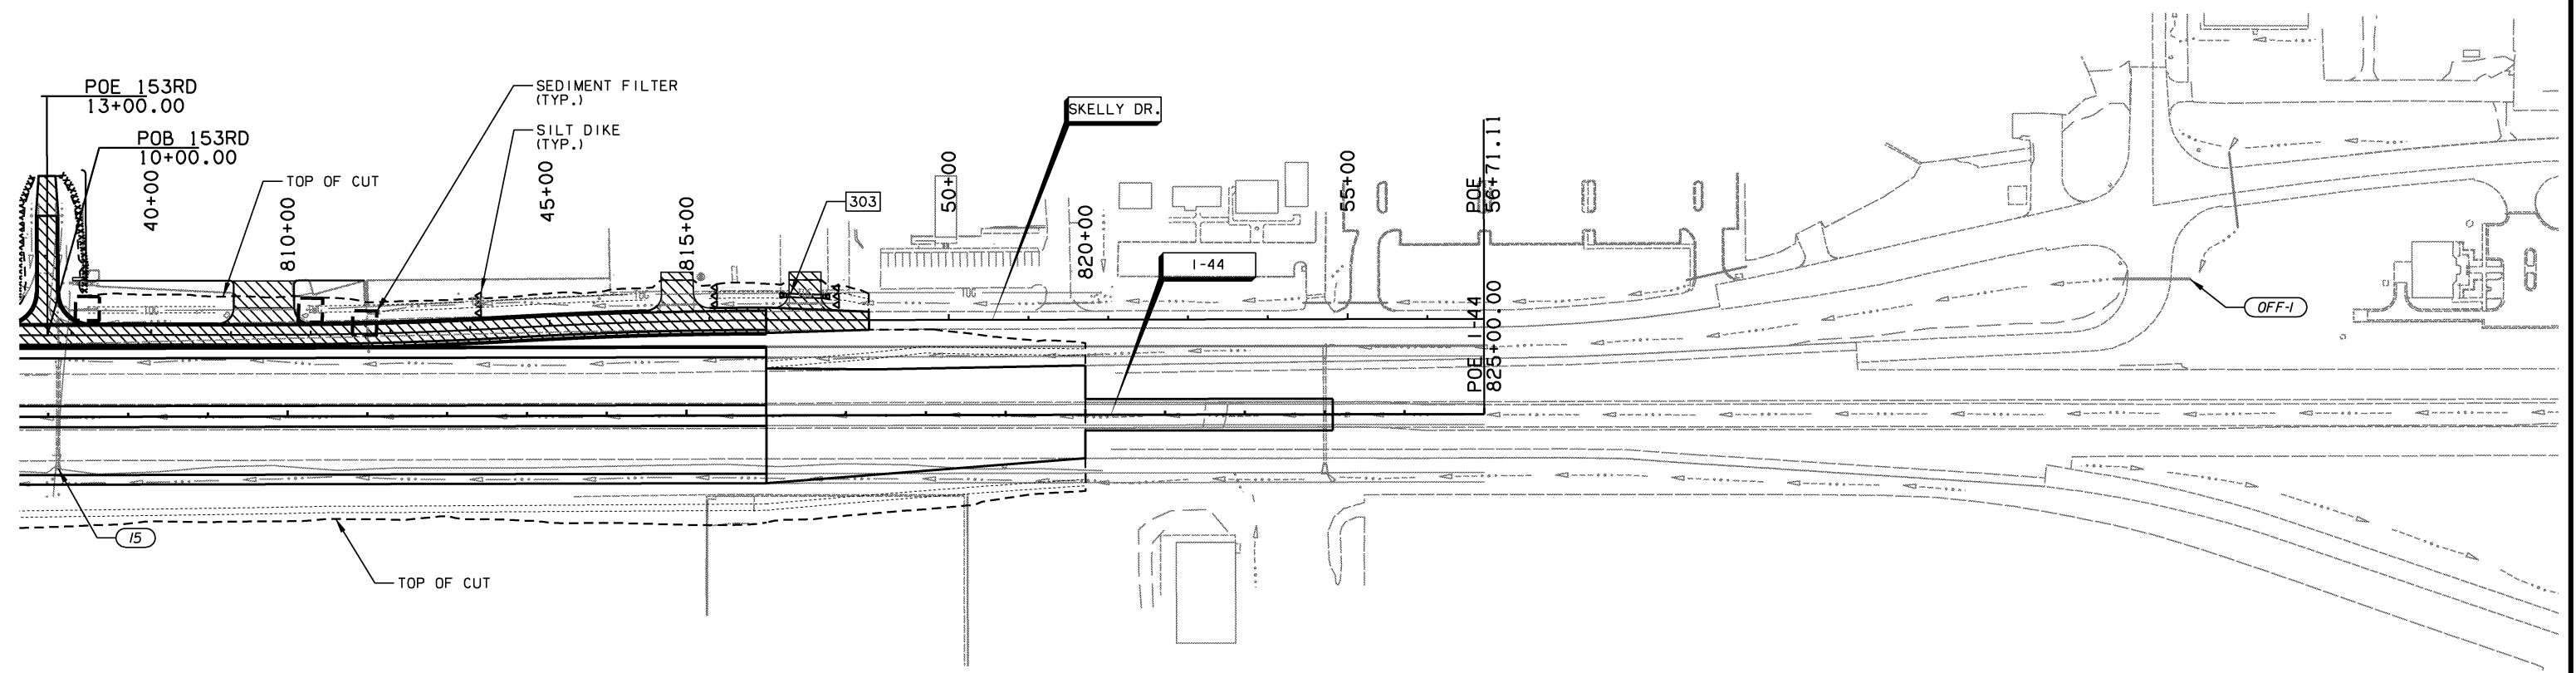 POE 153RD
13+00.00
POB 153RD
10+00.00
TOP OF CUT
40+00
810+00
SEDIMENT FILTER
(TYP.)
SILT DIKE
(TYP.)
45+00
815+00
303
50+00
SKELLY DR.
820+00
I-44
55+00
POE
56+71.11
POE I-44
825+00.00
OFF-1
15
TOP OF CUT